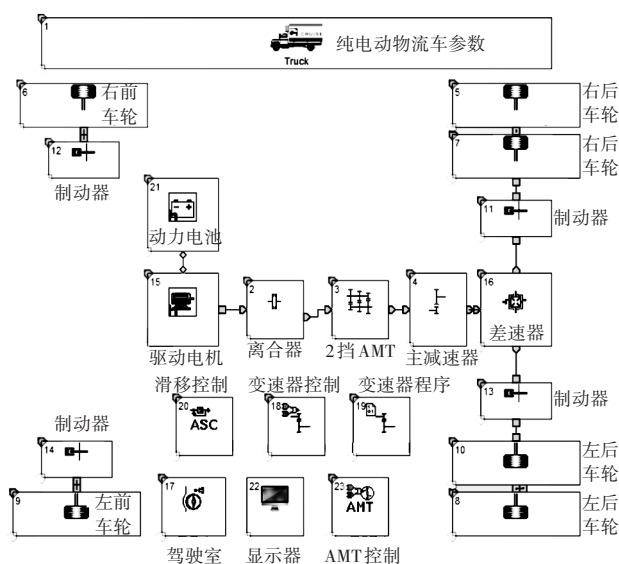 1
CRUISE
纯电动物流车参数
Truck
6
右前
车轮
5
右后
车轮
12
制动器
7
右后
车轮
21
动力电池
11
制动器
15
驱动电机
2
离合器
3
2挡AMT
4
主减速器
16
差速器
滑移控制
变速器控制
变速器程序
20
ASC
18
19
13
制动器
制动器
14
10
左后
车轮
9
左前
车轮
17
驾驶室
22
显示器
23
AMT
AMT控制
8
左后
车轮